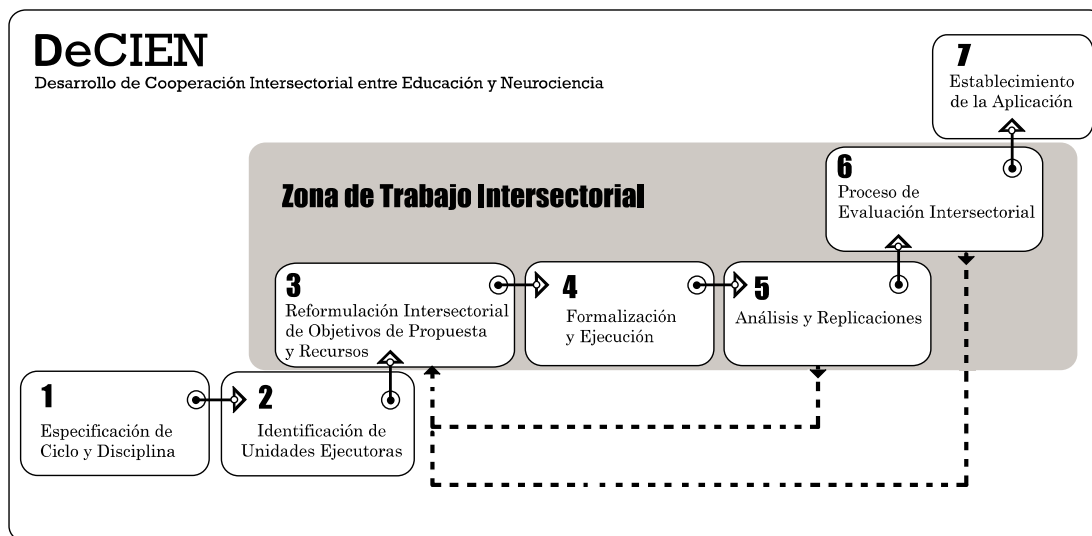 DeCIEN
Desarrollo de Cooperación Intersectorial entre Educación y Neurociencia
7
Establecimiento
de la Aplicación
Zona de Trabajo Intersectorial
6
Proceso de
Evaluación Intersectorial
3
Reformulación Intersectorial
de Objetivos de Propuesta
y Recursos
4
Formalización
y Ejecución
5
Análisis y Replicaciones
1
Especificación de
Ciclo y Disciplina
2
Identificación de
Unidades Ejecutoras